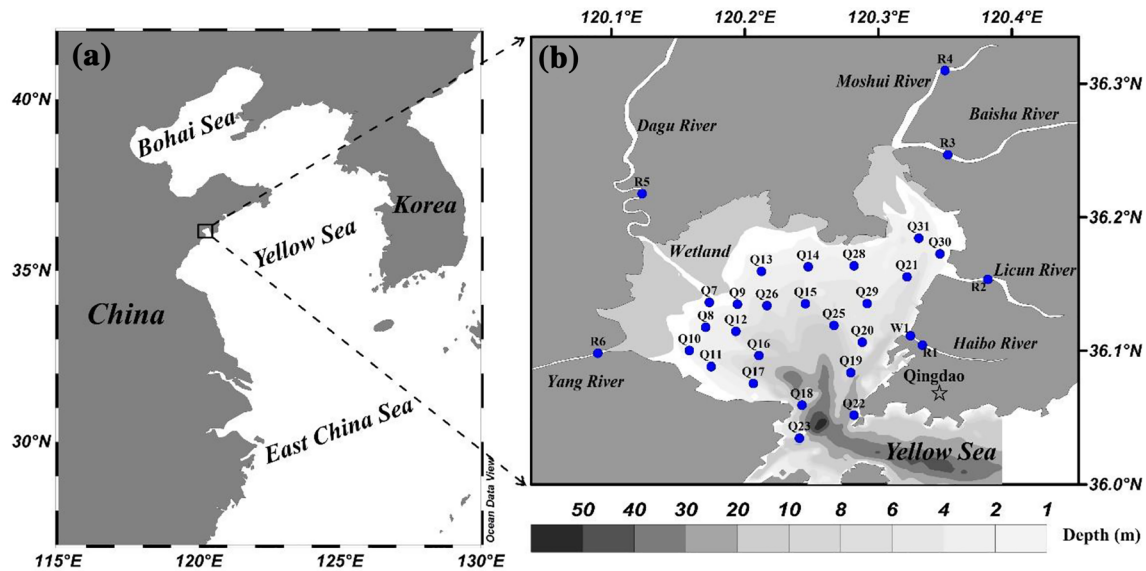 (a)
40°N
35°N
30°N
115°E
120°E
125°E
130°E
Bohai Sea
Korea
Yellow Sea
China
East China Sea
Ocean Data View
120.1°E
120.2°E
120.3°E
120.4°E
(b)
R4
Moshui River
36.3°N
Baisha River
Dagu River
R3
R5
36.2°N
Q31
Wetland
Q30
Q13
Q14
Q28
Q21
Licun River
R2
Q7
Q9
Q26
Q15
Q29
Q8
Q12
Q25
W1
Q10
Q16
Q20
R1
Haibo River
R6
36.1°N
Q11
Q19
Yang River
Q17
Qingdao
Q18
Q22
Q23
Yellow Sea
36.0°N
50
40
30
20
10
8
6
4
2
1
Depth (m)